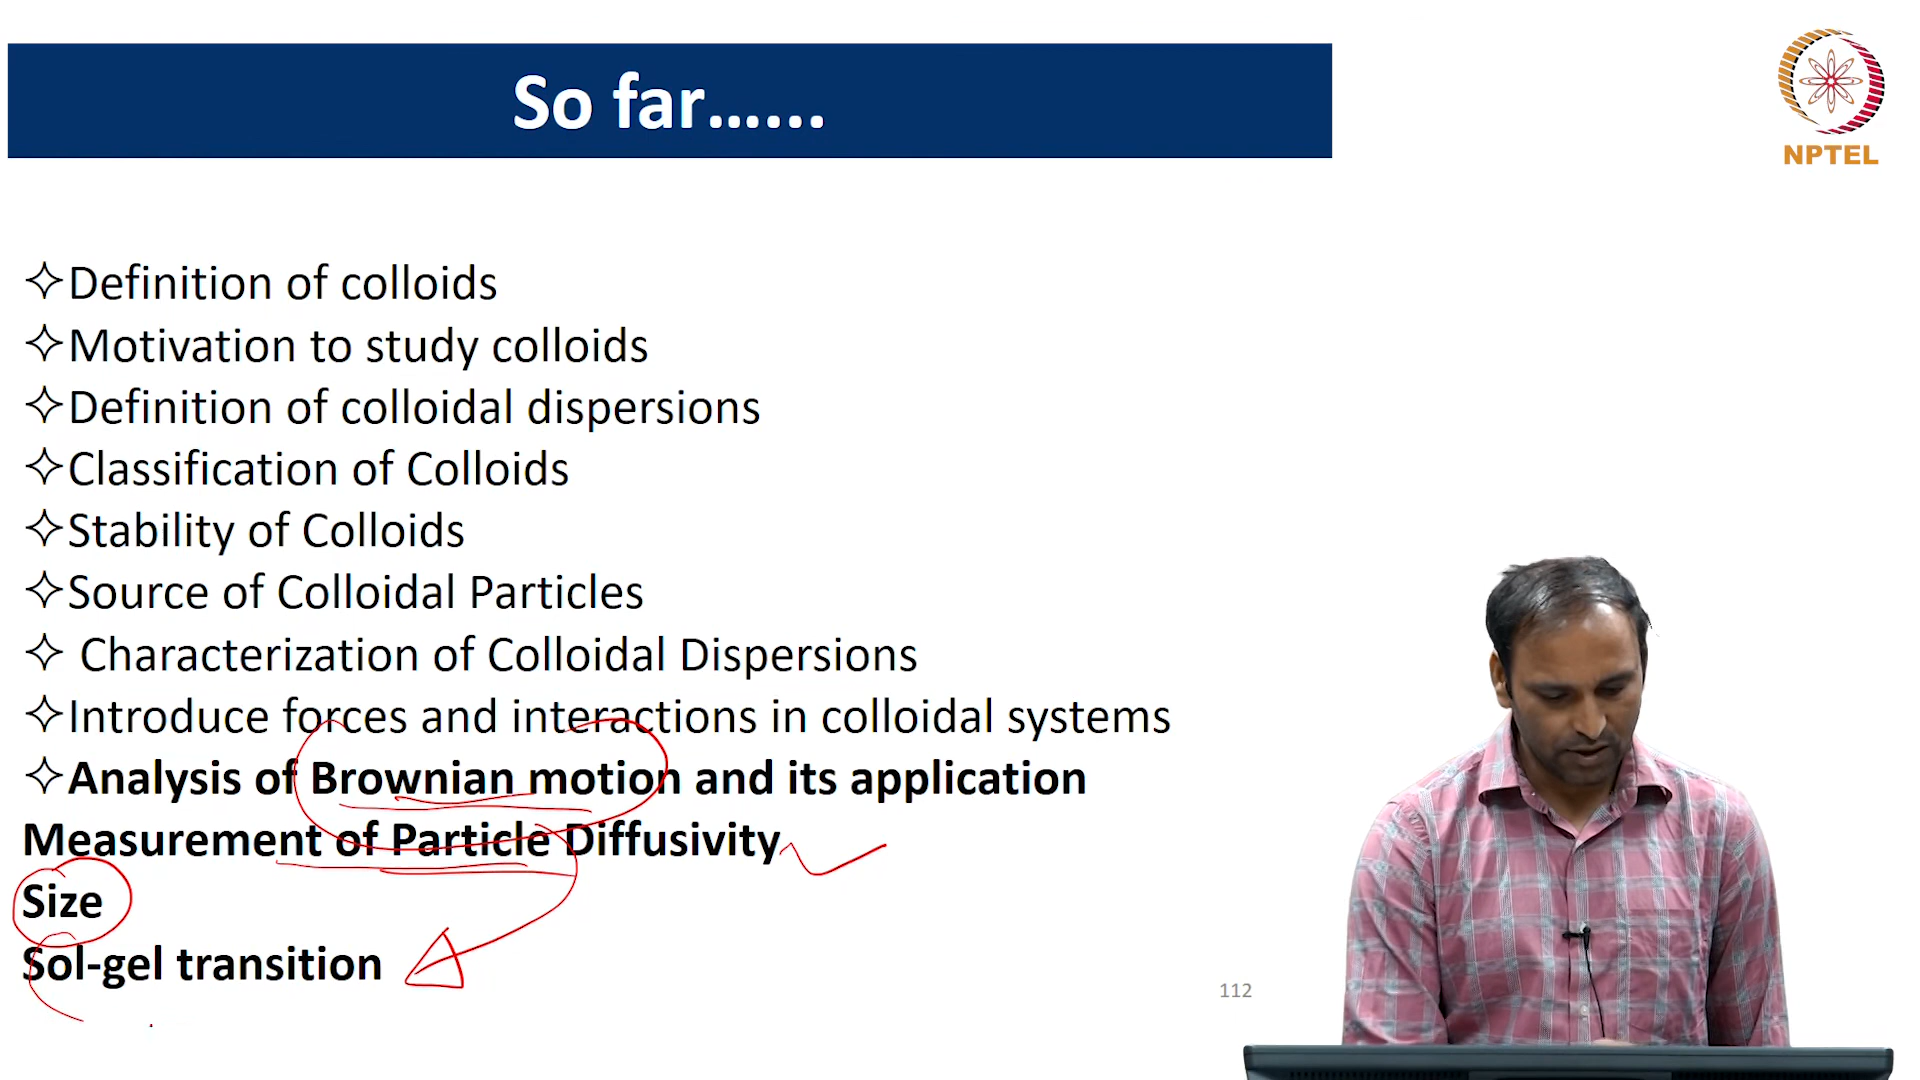 So far......
NPTEL
Definition of colloids
Motivation to study colloids
Definition of colloidal dispersions
Classification of Colloids
Stability of Colloids
Source of Colloidal Particles
Characterization of Colloidal Dispersions
Introduce forces and interactions in colloidal systems
Analysis of Brownian motion and its application
Measurement of Particle Diffusivity
Size
Sol-gel transition
112